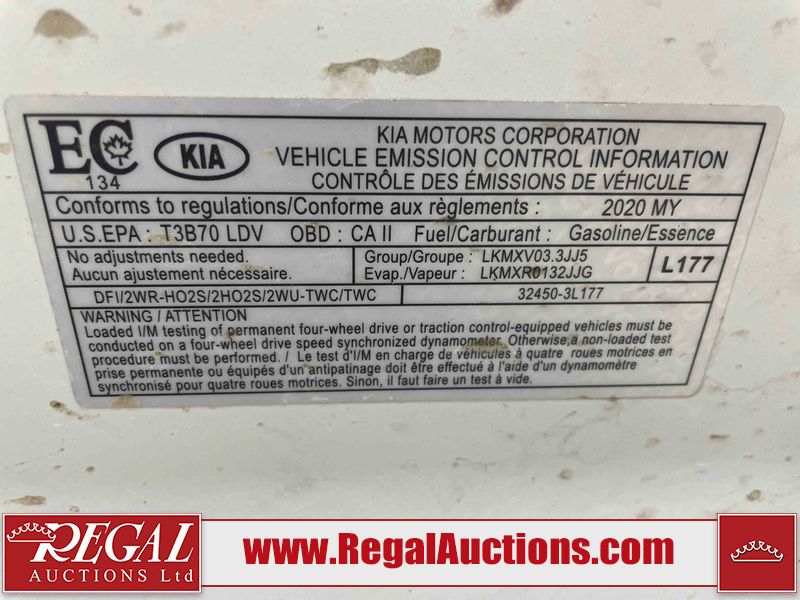 EC
134
KIA
KIA MOTORS CORPORATION
VEHICLE EMISSION CONTROL INFORMATION
CONTRÔLE DES ÉMISSIONS DE VÉHICULE
Conforms to regulations/Conforme aux règlements : 2020 MY
U.S.EPA : T3B70 LDV OBD : CA II Fuel/Carburant : Gasoline/Essence
No adjustments needed.
Aucun ajustement nécessaire.
Group/Groupe : LKMXV03.3JJ5
Evap./Vapeur : LKMXR0132JJG
L177
DFI/2WR-HO2S/2HO2S/2WU-TWC/TWC 32450-3L177
WARNING / ATTENTION
Loaded I/M testing of permanent four-wheel drive or traction control-equipped vehicles must be
conducted on a four-wheel drive speed synchronized dynamometer. Otherwise,a non-loaded test
procedure must be performed. / Le test d'I/M en charge de véhicules à quatre roues motrices en
prise permanante ou équipés d'un antipatinage doit être effectué à l'aide d'un dynamomètre
synchronisé pour quatre roues motrices. Sinon, il faut faire un test à vide.
REGAL
AUCTIONS Ltd
www.RegalAuctions.com